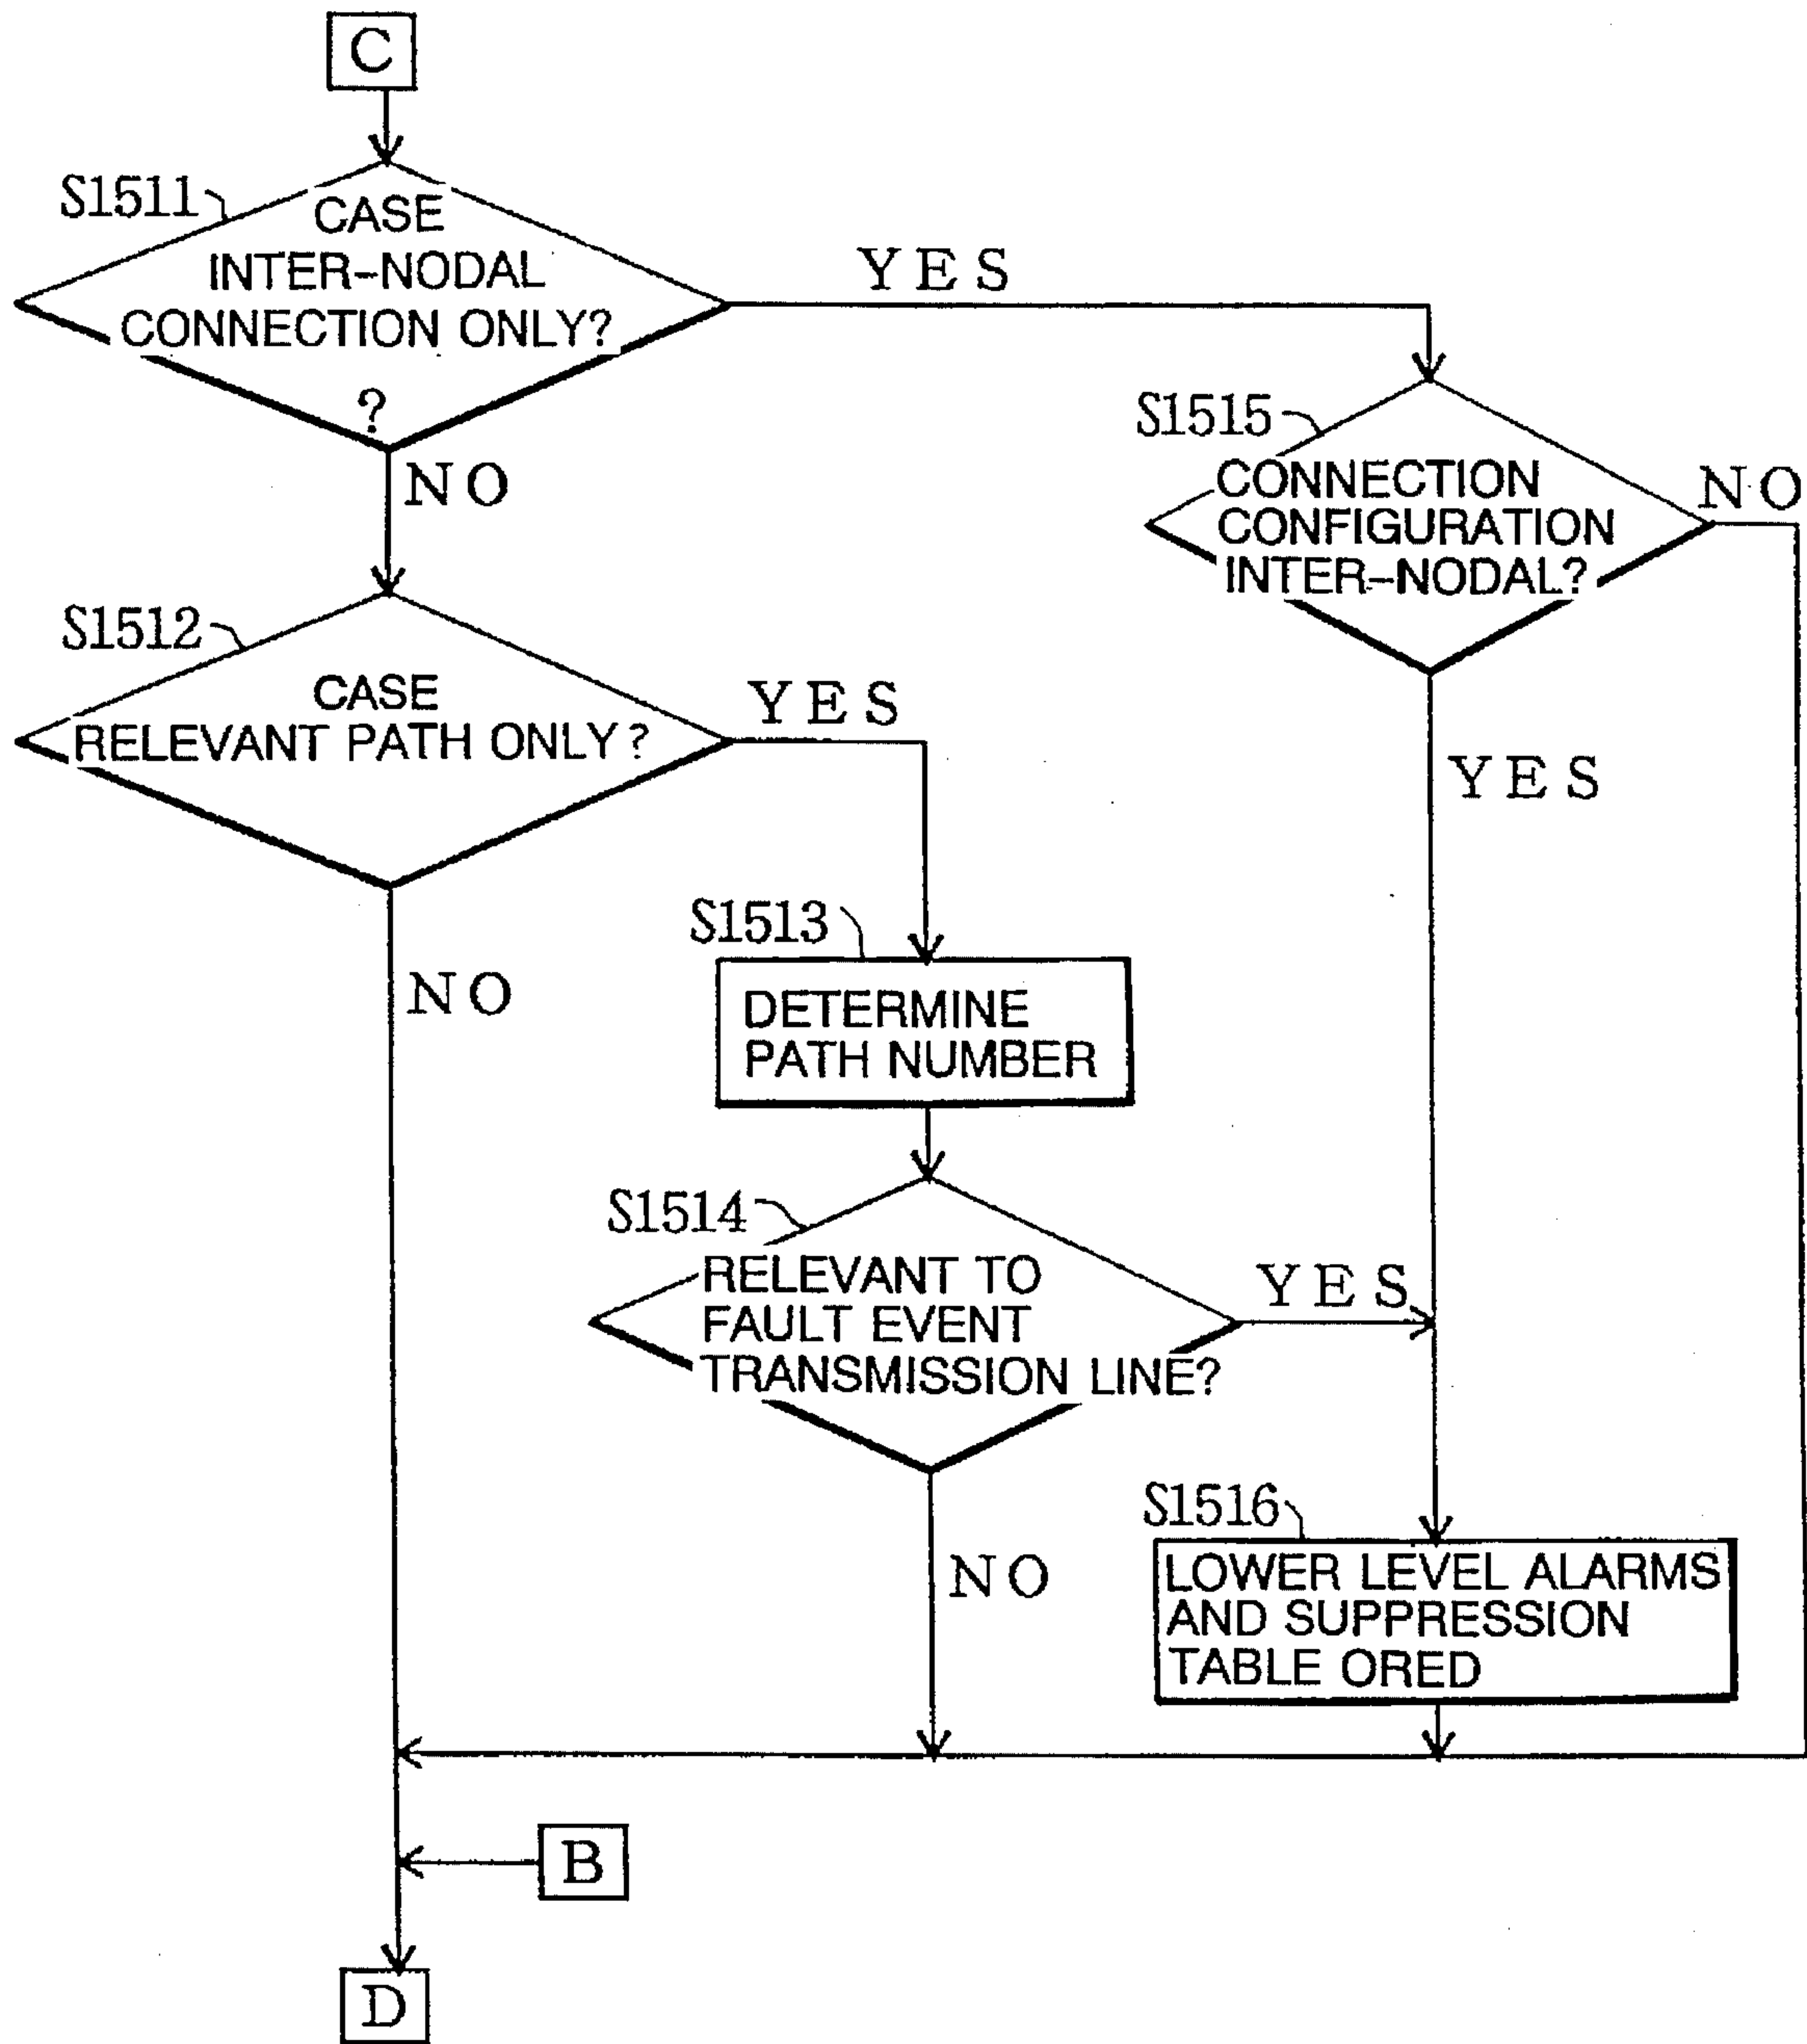 C
S1511
CASE
INTER-NODAL
CONNECTION ONLY?
?
YES
NO
S1515
CONNECTION
CONFIGURATION
INTER-NODAL?
NO
YES
S1512
CASE
RELEVANT PATH ONLY?
YES
NO
S1513
DETERMINE
PATH NUMBER
S1514
RELEVANT TO
FAULT EVENT
TRANSMISSION LINE?
YES
NO
S1516
LOWER LEVEL ALARMS
AND SUPPRESSION
TABLE ORED
B
D